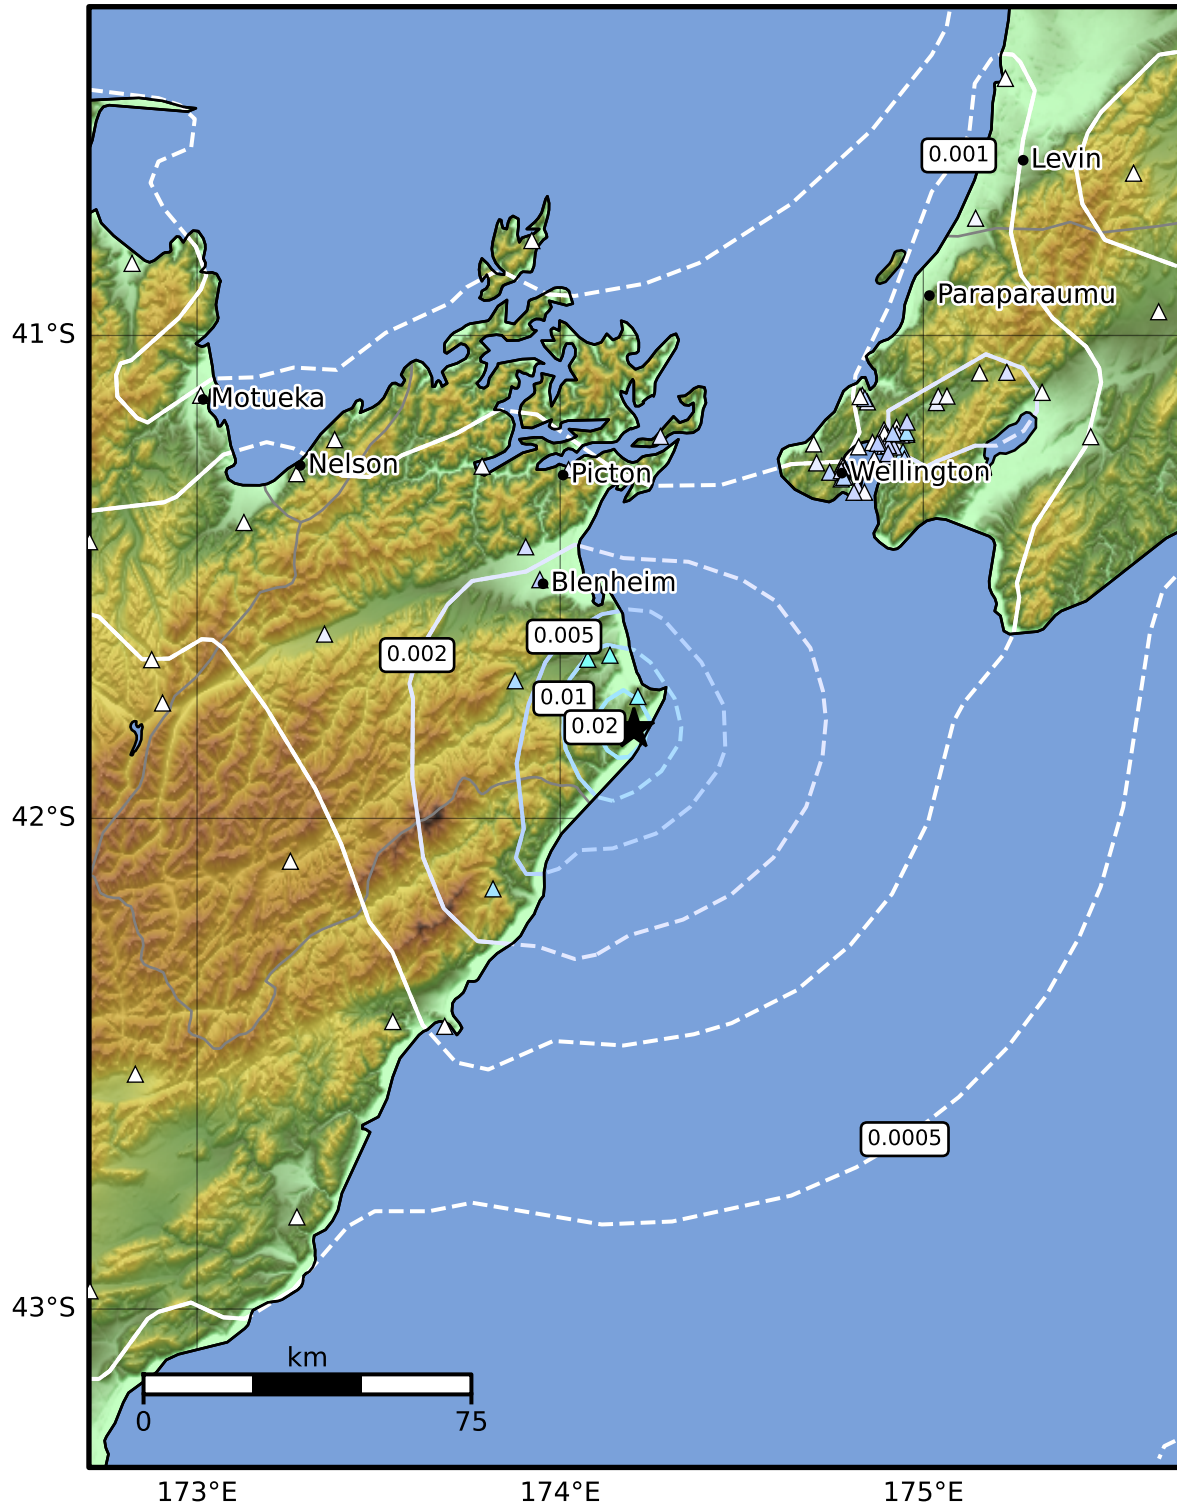 0.001
Levin
Paraparaumu
41°S
Motueka
Nelson
Picton
Wellington
Blenheim
0.005
0.002
0.01
0.02
42°S
0.0005
43°S
km
0
75
173°E
174°E
175°E